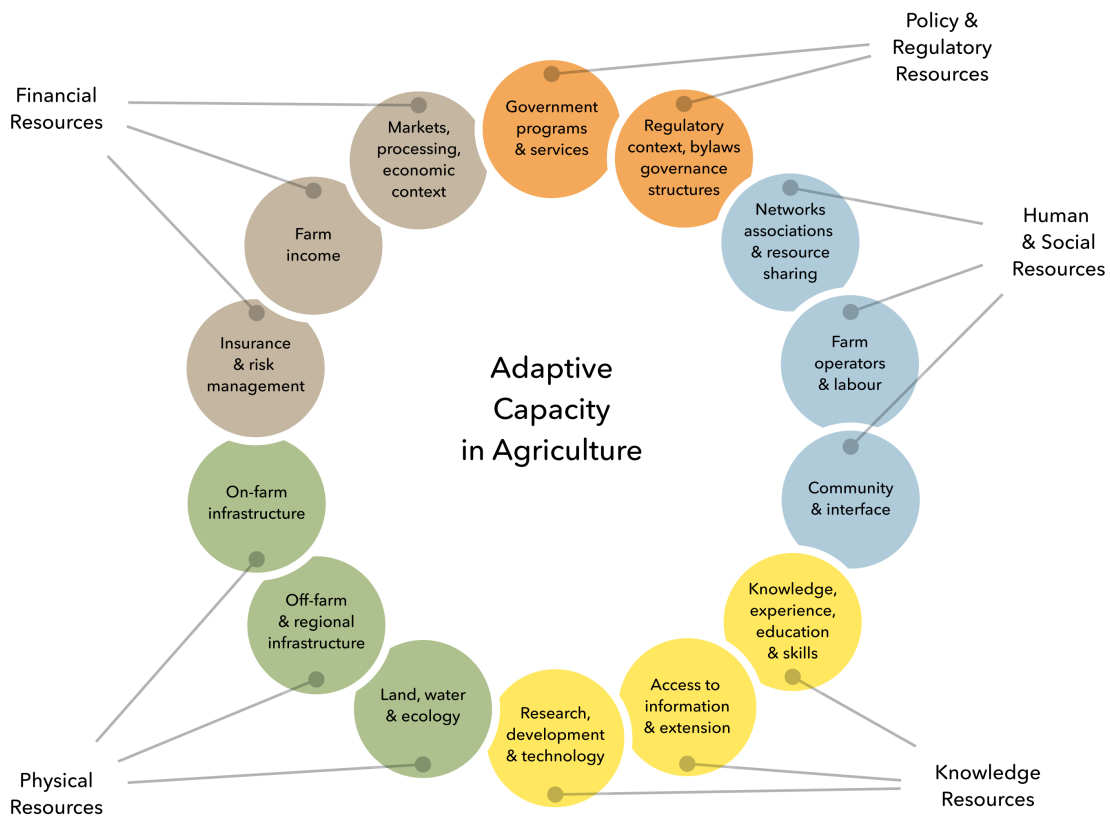 Policy &
Regulatory
Resources
Financial
Resources
Government
programs
& services
Markets,
processing,
economic
context
Regulatory
context, bylaws
governance
structures
Networks
associations
& resource
sharing
Human
& Social
Resources
Farm
income
Insurance
& risk
management
Farm
operators
& labour
Adaptive
Capacity
in Agriculture
On-farm
infrastructure
Community
& interface
Off-farm
& regional
infrastructure
Knowledge,
experience,
education
& skills
Land, water
& ecology
Research,
development
& technology
Access to
information
& extension
Physical
Resources
Knowledge
Resources